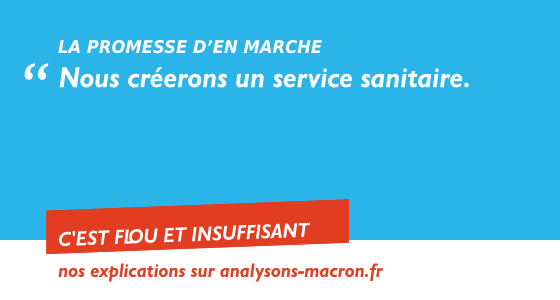 LA PROMESSE D'EN MARCHE
“ Nous créerons un service sanitaire.
C'EST FLOU ET INSUFFISANT
nos explications sur analysons-macron.fr